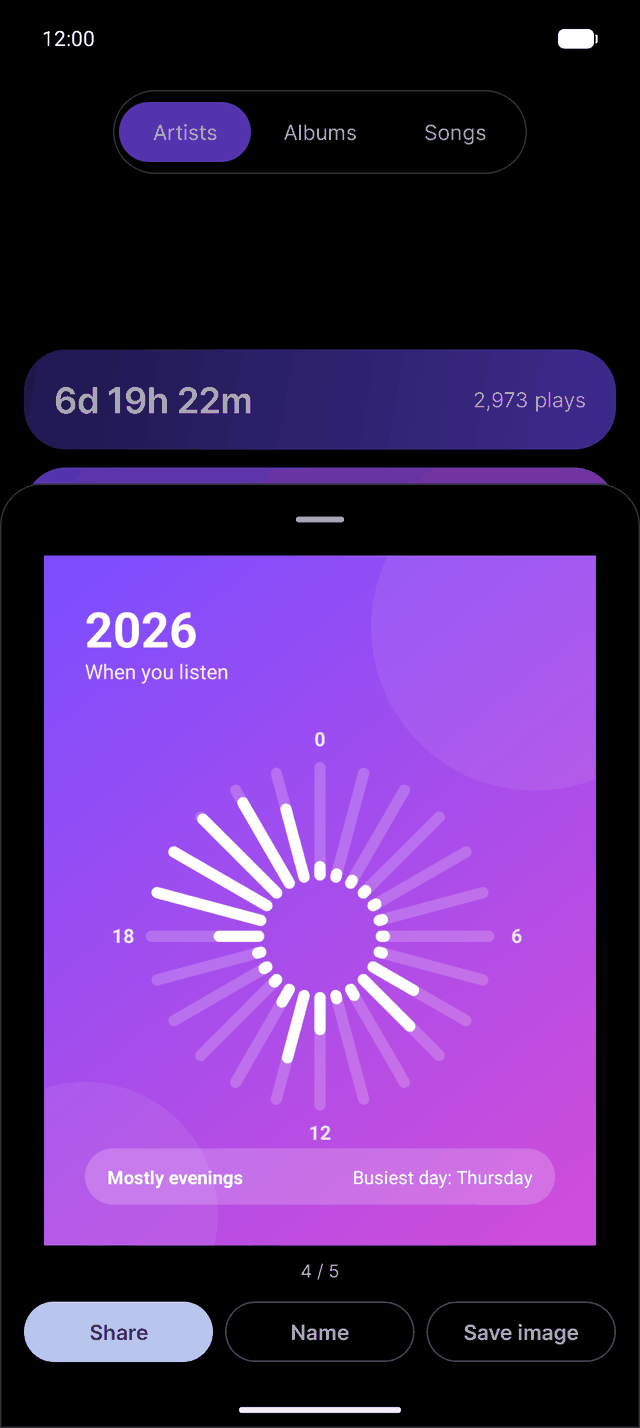 12:00
Artists Albums Songs
6d 19h 22m 2,973 plays
2026
When you listen
0
18 6
12
Mostly evenings Busiest day: Thursday
4 / 5
Share Name Save image